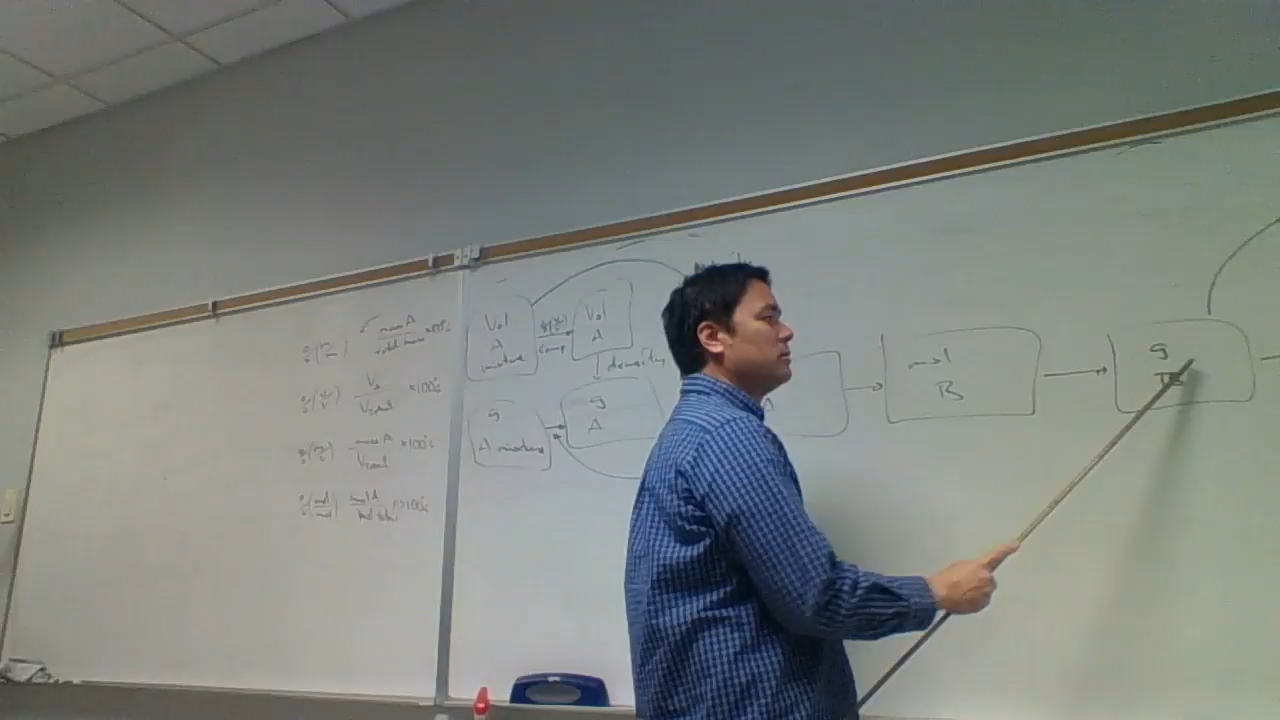 mass A
total mass ×100%
%(m/m)
%(v/v) VA / Vtotal ×100%
mass A / Vtotal ×100%
%(mol/mol) mol A / mol total ×100%
Vol
A
mixture
comp
Vol
A
density
g
A mixture
g
A
A
mol
B
g
B